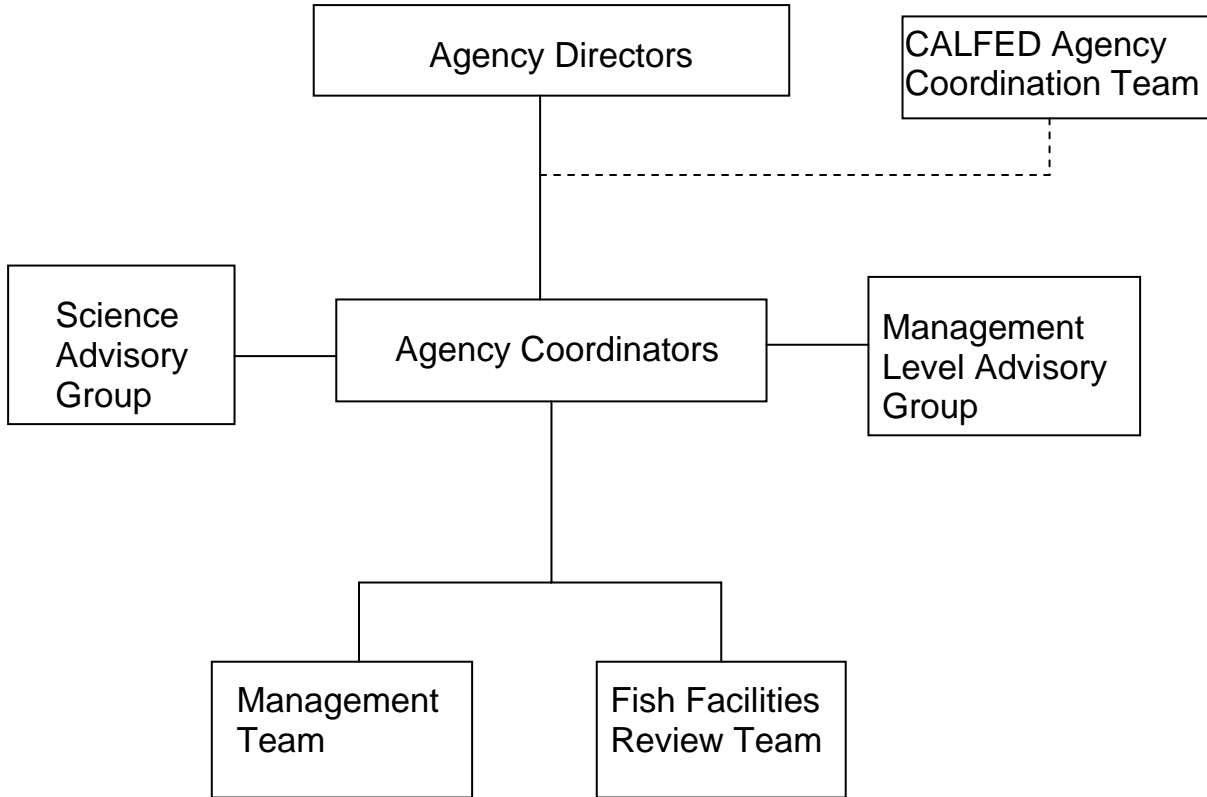 Agency Directors
CALFED Agency
Coordination Team
Science
Advisory
Group
Agency Coordinators
Management
Level Advisory
Group
Management
Team
Fish Facilities
Review Team